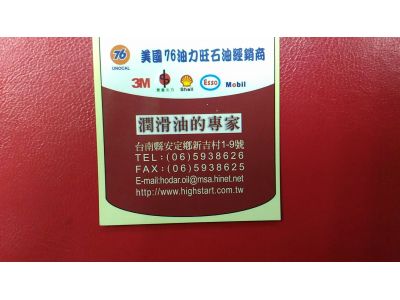 76
UNOCAL
美國76油力旺石油經銷商
3M
Shell
Esso
Mobil
潤滑油的專家
台南縣安定鄉新吉村1-9號
TEL:(06)5938626
FAX:(06)5938625
E-mail:hodar.oil@msa.hinet.net
http://www.highstart.com.tw